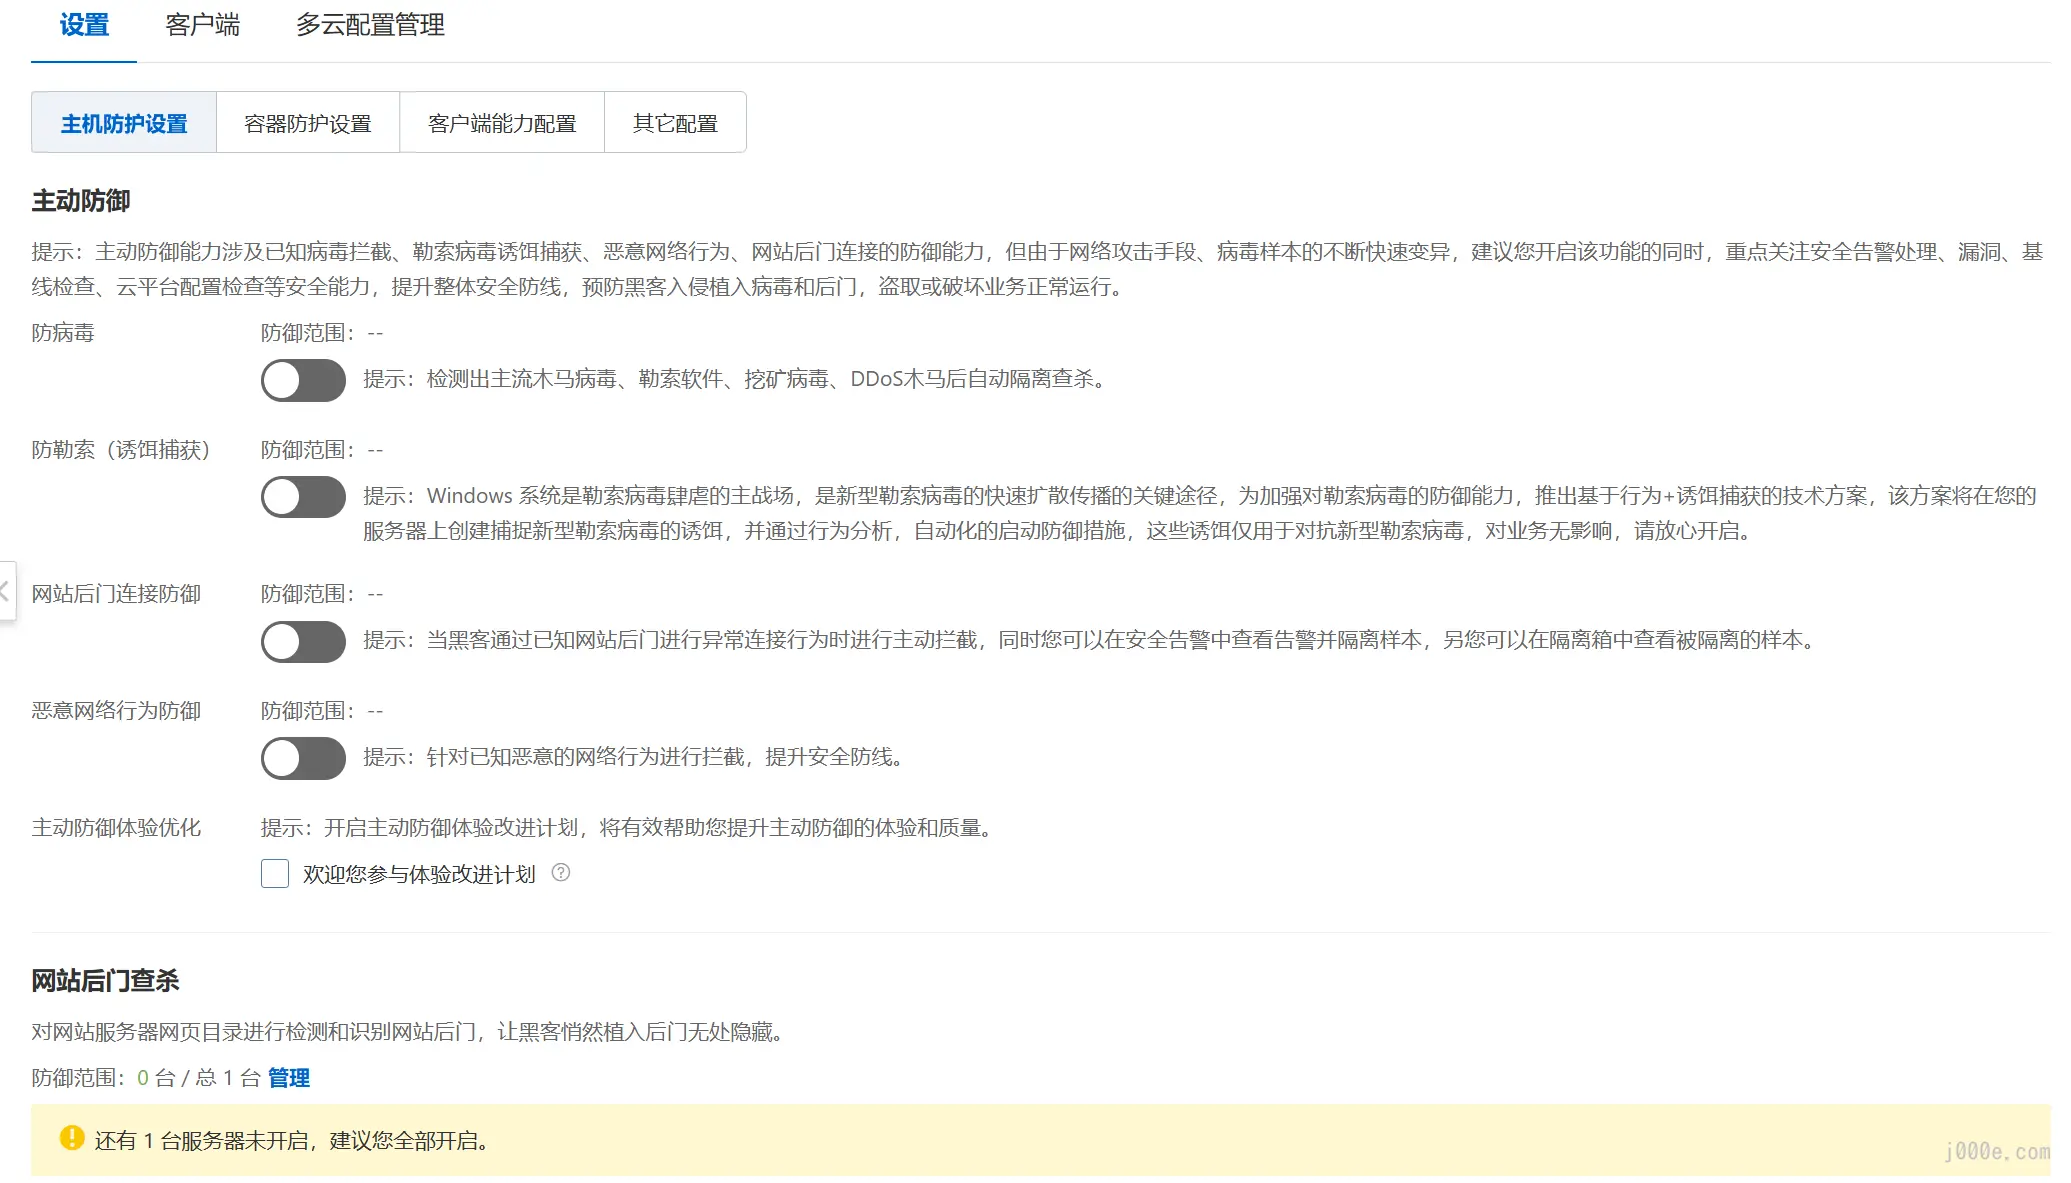 设置 客户端 多云配置管理
主机防护设置 容器防护设置 客户端能力配置 其它配置
主动防御
提示：主动防御能力涉及已知病毒拦截、勒索病毒诱饵捕获、恶意网络行为、网站后门连接的防御能力，但由于网络攻击手段、病毒样本的不断快速变异，建议您开启该功能的同时，重点关注安全告警处理、漏洞、基
线检查、云平台配置检查等安全能力，提升整体安全防线，预防黑客入侵植入病毒和后门，盗取或破坏业务正常运行。
防病毒 防御范围：--
提示：检测出主流木马病毒、勒索软件、挖矿病毒、DDoS木马后自动隔离查杀。
防勒索（诱饵捕获） 防御范围：--
提示：Windows 系统是勒索病毒肆虐的主战场，是新型勒索病毒的快速扩散传播的关键途径，为加强对勒索病毒的防御能力，推出基于行为+诱饵捕获的技术方案，该方案将在您的
服务器上创建捕捉新型勒索病毒的诱饵，并通过行为分析，自动化的启动防御措施，这些诱饵仅用于对抗新型勒索病毒，对业务无影响，请放心开启。
网站后门连接防御 防御范围：--
提示：当黑客通过已知网站后门进行异常连接行为时进行主动拦截，同时您可以在安全告警中查看告警并隔离样本，另您可以在隔离箱中查看被隔离的样本。
恶意网络行为防御 防御范围：--
提示：针对已知恶意的网络行为进行拦截，提升安全防线。
主动防御体验优化 提示：开启主动防御体验改进计划，将有效帮助您提升主动防御的体验和质量。
欢迎您参与体验改进计划
网站后门查杀
对网站服务器网页目录进行检测和识别网站后门，让黑客悄然植入后门无处隐藏。
防御范围：0 台 / 总 1 台 管理
还有 1 台服务器未开启，建议您全部开启。
j000e.com